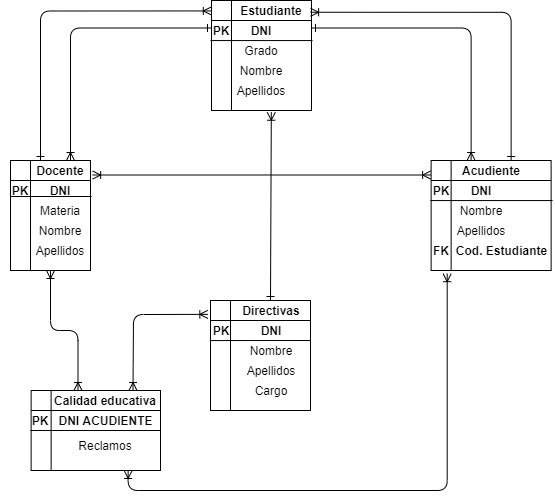 Estudiante
PK DNI
Grado
Nombre
Apellidos
Docente
PK DNI
Materia
Nombre
Apellidos
Acudiente
PK DNI
Nombre
Apellidos
FK Cod. Estudiante
Directivas
PK DNI
Nombre
Apellidos
Cargo
Calidad educativa
PK DNI ACUDIENTE
Reclamos